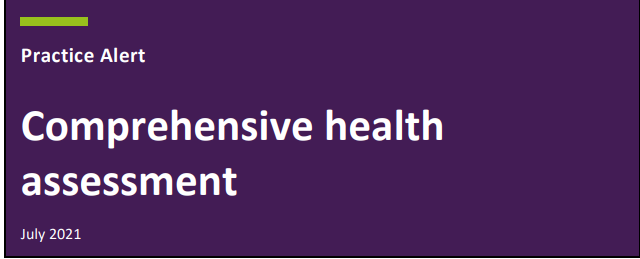 Practice Alert
Comprehensive health
assessment
July 2021